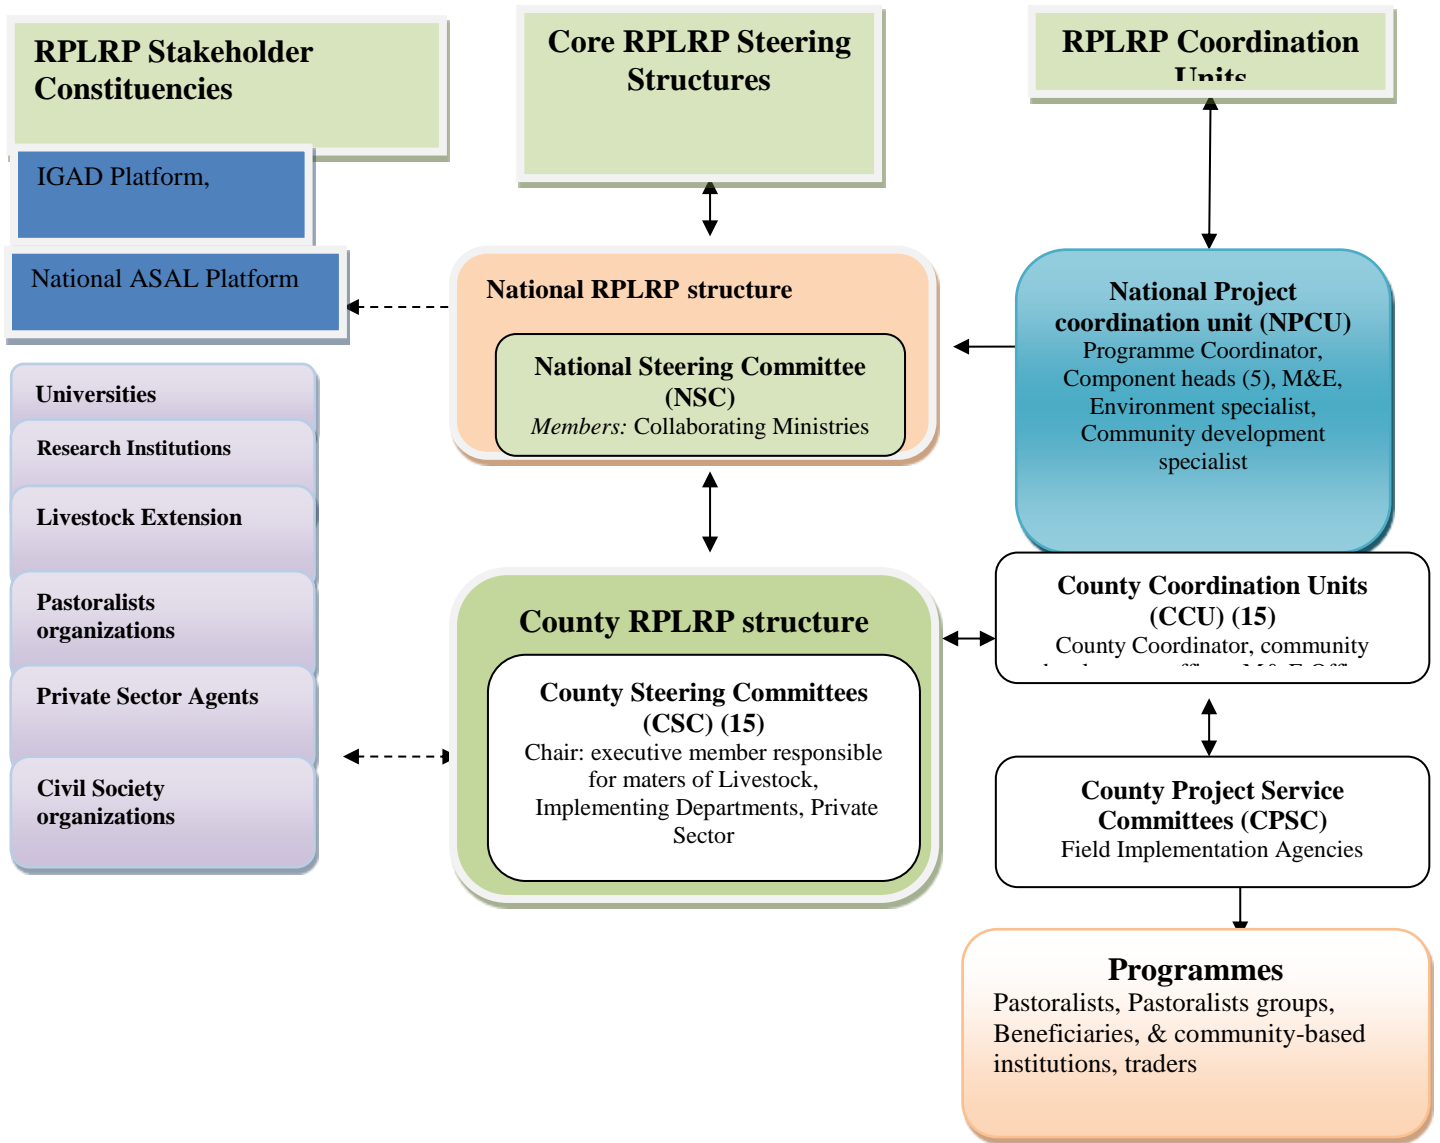 RPLRP Stakeholder
Constituencies
IGAD Platform,
National ASAL Platform
Universities
Research Institutions
Livestock Extension
Pastoralists
organizations
Private Sector Agents
Civil Society
organizations
Core RPLRP Steering
Structures
National RPLRP structure
National Steering Committee
(NSC)
Members: Collaborating Ministries
County RPLRP structure
County Steering Committees
(CSC) (15)
Chair: executive member responsible
for maters of Livestock,
Implementing Departments, Private
Sector
RPLRP Coordination
Units
National Project
coordination unit (NPCU)
Programme Coordinator,
Component heads (5), M&E,
Environment specialist,
Community development
specialist
County Coordination Units
(CCU) (15)
County Coordinator, community
County Project Service
Committees (CPSC)
Field Implementation Agencies
Programmes
Pastoralists, Pastoralists groups,
Beneficiaries, & community-based
institutions, traders